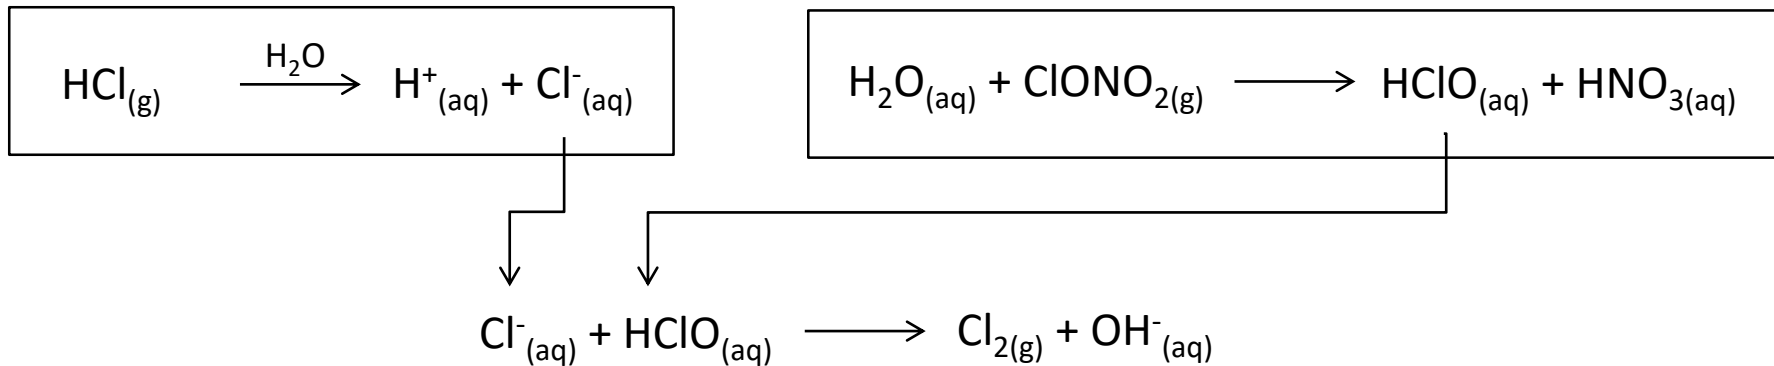 HCl(g) H₂O → H⁺(aq) + Cl⁻(aq)
H₂O(aq) + ClONO₂(g) → HClO(aq) + HNO₃(aq)
Cl⁻(aq) + HClO(aq) → Cl₂(g) + OH⁻(aq)